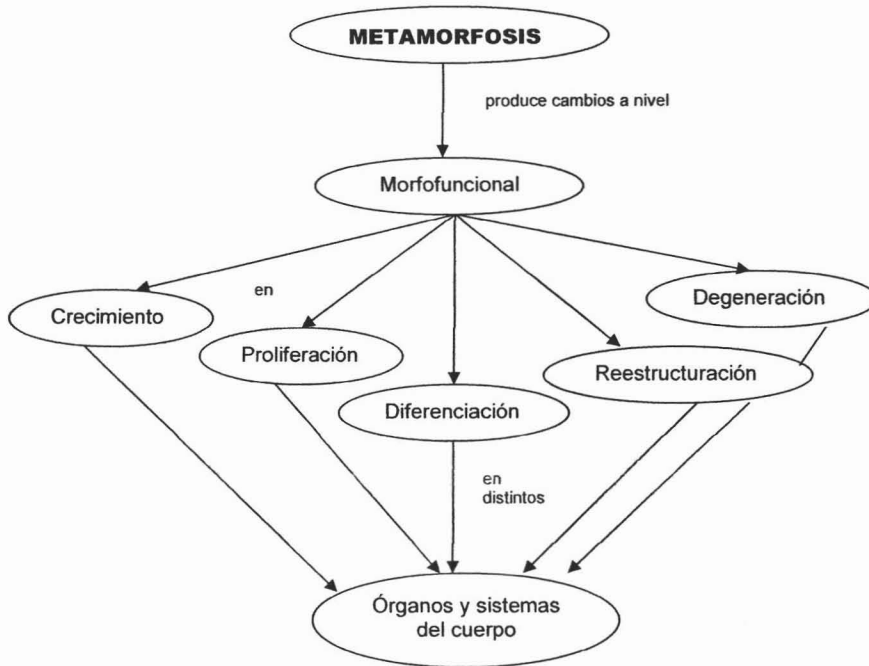 METAMORFOSIS
produce cambios a nivel
Morfofuncional
en
Degeneración
Crecimiento
Proliferación
Reestructuración
Diferenciación
en
distintos
Órganos y sistemas
del cuerpo